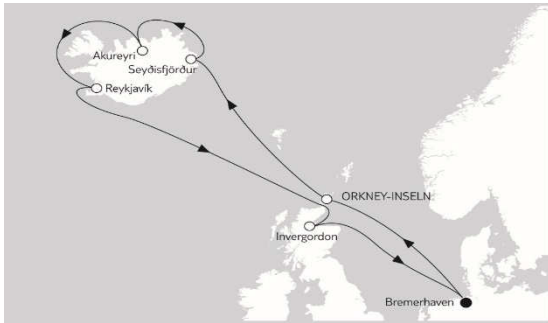 Akureyri
Seyðisfjörður
Reykjavík
ORKNEY-INSELN
Invergordon
Bremerhaven